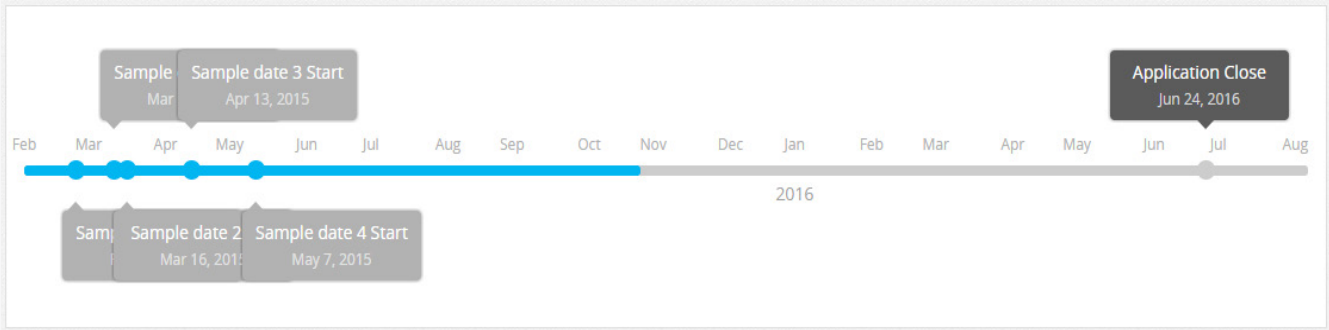 Sample
Mar
Sample date 3 Start
Apr 13, 2015
Application Close
Jun 24, 2016
Feb Mar Apr May Jun Jul Aug Sep Oct Nov Dec Jan Feb Mar Apr May Jun Jul Aug
2016
Sample date 2
Mar 16, 201
Sample date 4 Start
May 7, 2015